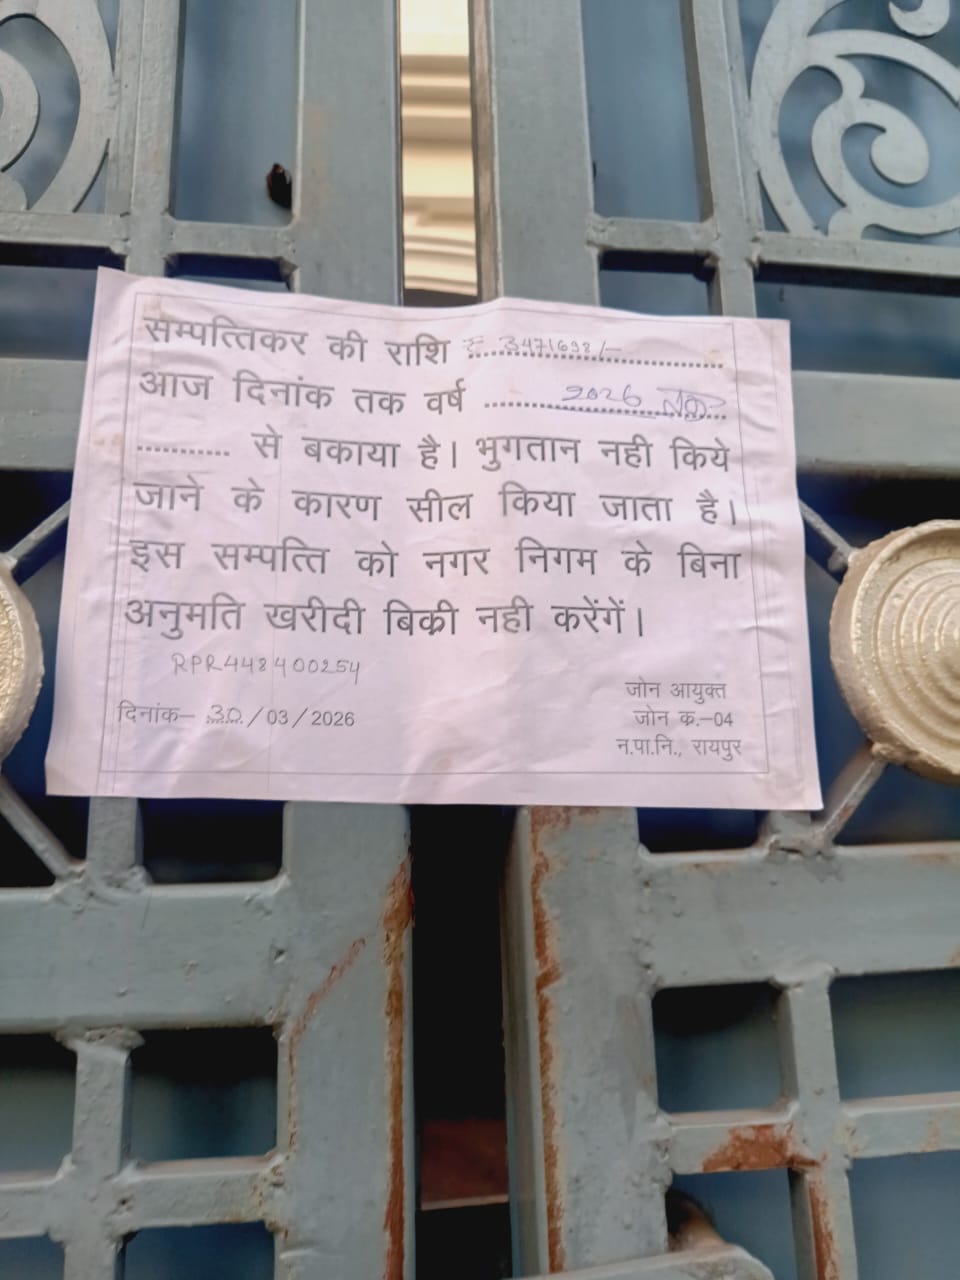 सम्पत्तिकर की राशि ₹ 3471698/-
आज दिनांक तक वर्ष 2026 तक
........... से बकाया है। भुगतान नही किये
जाने के कारण सील किया जाता है।
इस सम्पत्ति को नगर निगम के बिना
अनुमति खरीदी बिक्री नही करेंगें।
RPR448400254
दिनांक– 30/03/2026
जोन आयुक्त
जोन क्र.–04
न.पा.नि., रायपुर